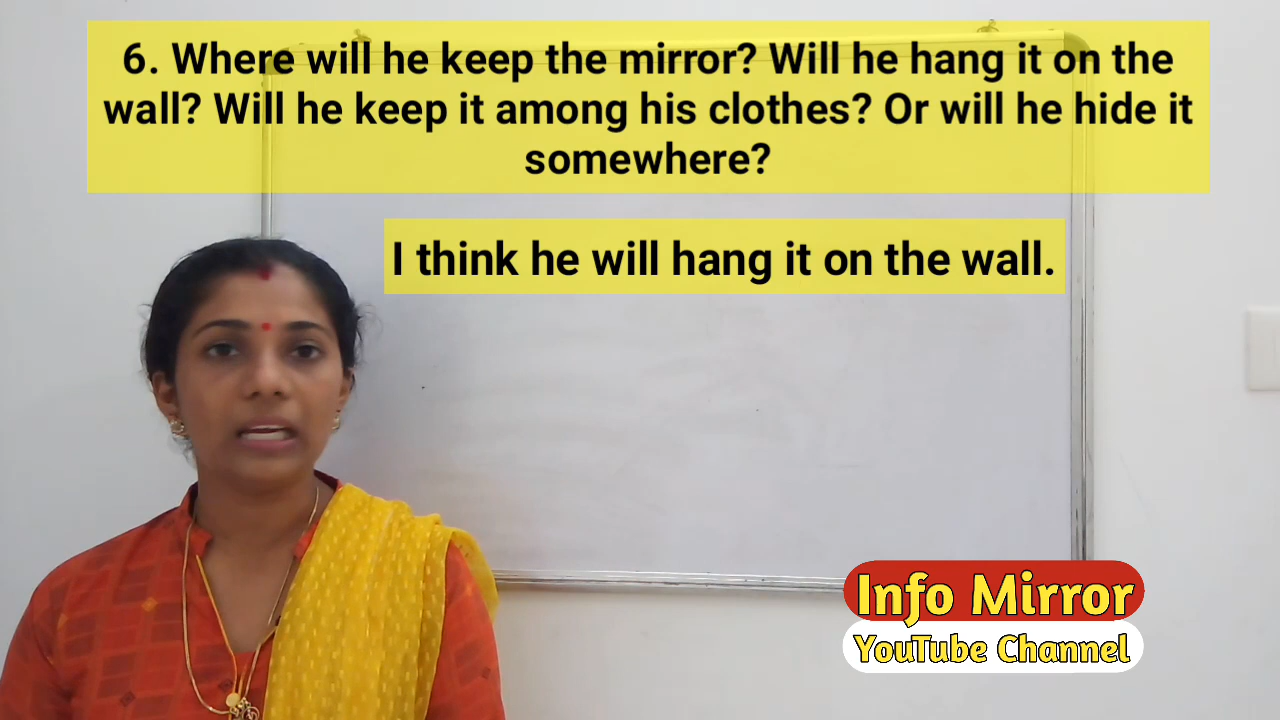 6. Where will he keep the mirror? Will he hang it on the
wall? Will he keep it among his clothes? Or will he hide it
somewhere?
I think he will hang it on the wall.
Info Mirror
YouTube Channel